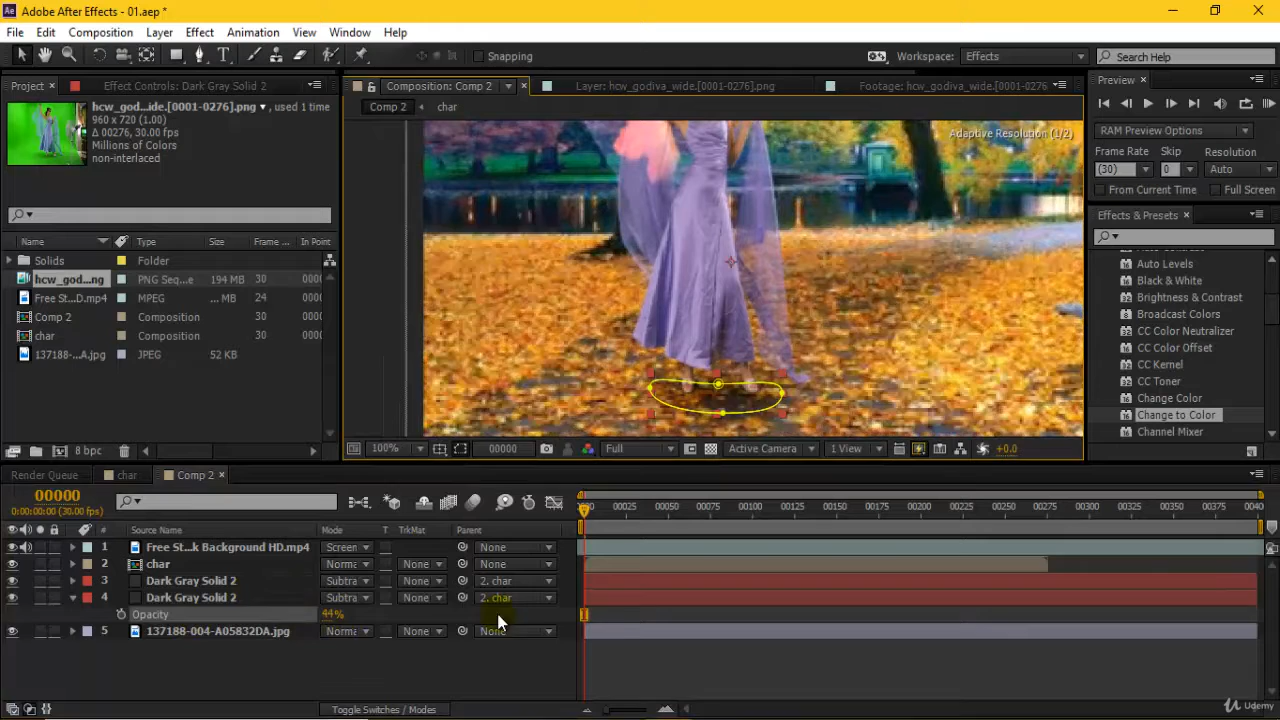 Adobe After Effects - 01.aep *
File Edit Composition Layer Effect Animation View Window Help
Snapping
Workspace: Effects
Search Help
Project
Effect Controls: Dark Gray Solid 2
Composition: Comp 2
Layer: hcw_godiva_wide.[0001-0276].png
Footage: hcw_godiva_wide.[0001-0276
Preview
hcw_god...ide.[0001-0276].png , used 1 time
960 x 720 (1.00)
Δ 00276, 30.00 fps
Millions of Colors
non-interlaced
Comp 2
char
Adaptive Resolution (1/2)
RAM Preview Options
Frame Rate Skip Resolution
(30) 0 Auto
From Current Time Full Screen
Effects & Presets
Name Type Size Frame ... In Point
Solids Folder
hcw_god...ng PNG Seq...e 194 MB 30 0000
Free St...D.mp4 MPEG ... MB 24 0000
Comp 2 Composition 30 0000
char Composition 30 0000
137188-...A.jpg JPEG 52 KB
Auto Levels
Black & White
Brightness & Contrast
Broadcast Colors
CC Color Neutralizer
CC Color Offset
CC Kernel
CC Toner
Change Color
Change to Color
Channel Mixer
8 bpc
100% 00000 Full Active Camera 1 View +0.0
Render Queue char Comp 2
00000
0:00:00:00 (30.00 fps)
00025 00050 00075 00100 00125 00150 00175 00200 00225 00250 00275 00300 00325 00350 00375 0040
# Source Name Mode T TrkMat Parent
1 Free St...k Background HD.mp4 Screen None
2 char Norma None None
3 Dark Gray Solid 2 Subtra None 2. char
4 Dark Gray Solid 2 Subtra None 2. char
Opacity 44%
5 137188-004-A05832DA.jpg Norma None None
Toggle Switches / Modes
Udemy